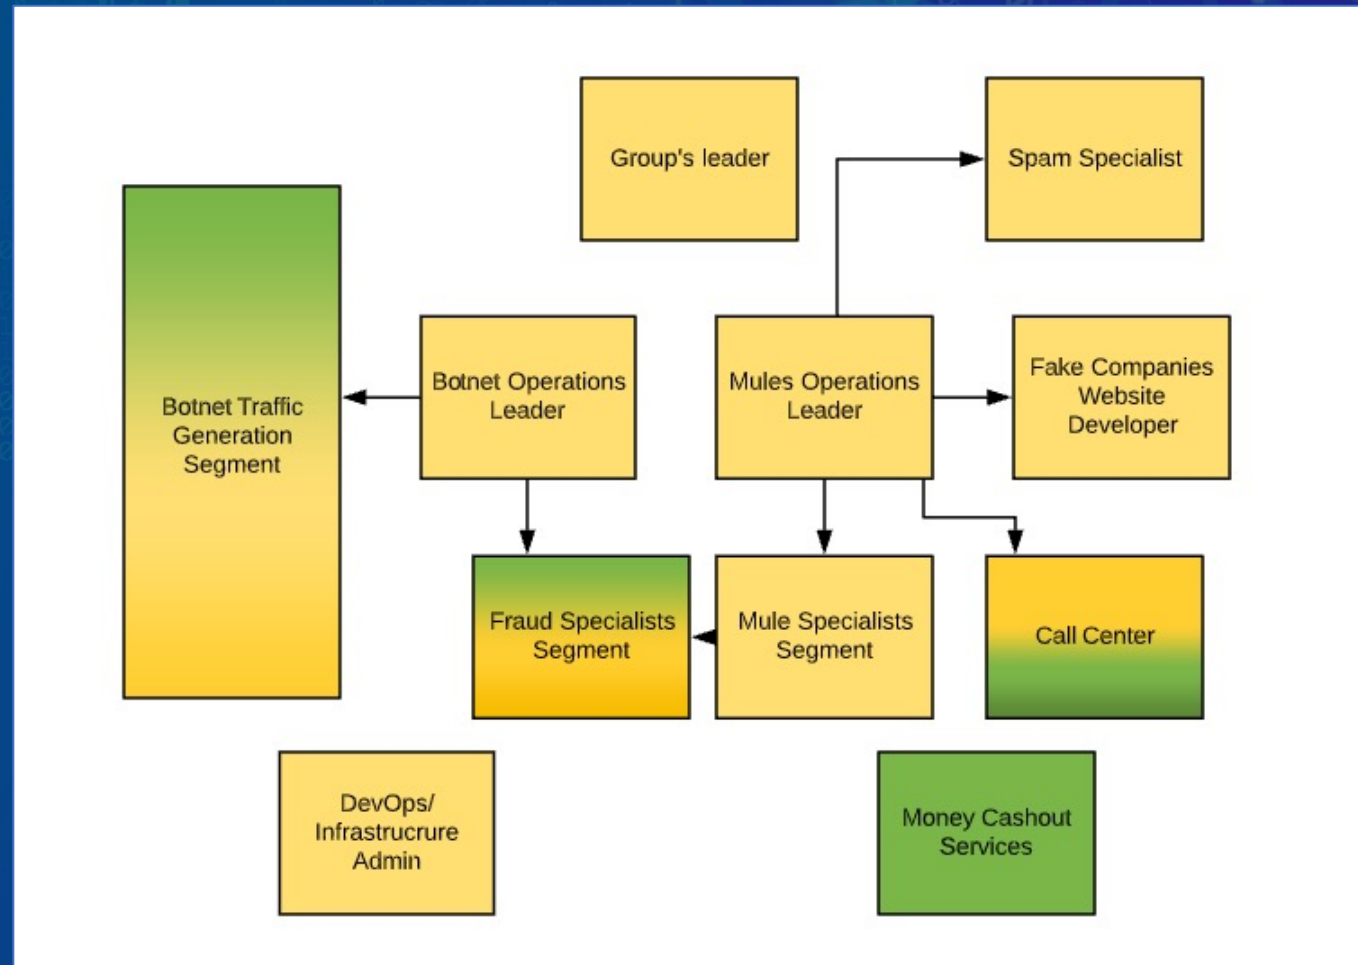 Group's leader
Spam Specialist
Botnet Traffic
Generation
Segment
Botnet Operations
Leader
Mules Operations
Leader
Fake Companies
Website
Developer
Fraud Specialists
Segment
Mule Specialists
Segment
Call Center
DevOps/
Infrastrucrure
Admin
Money Cashout
Services